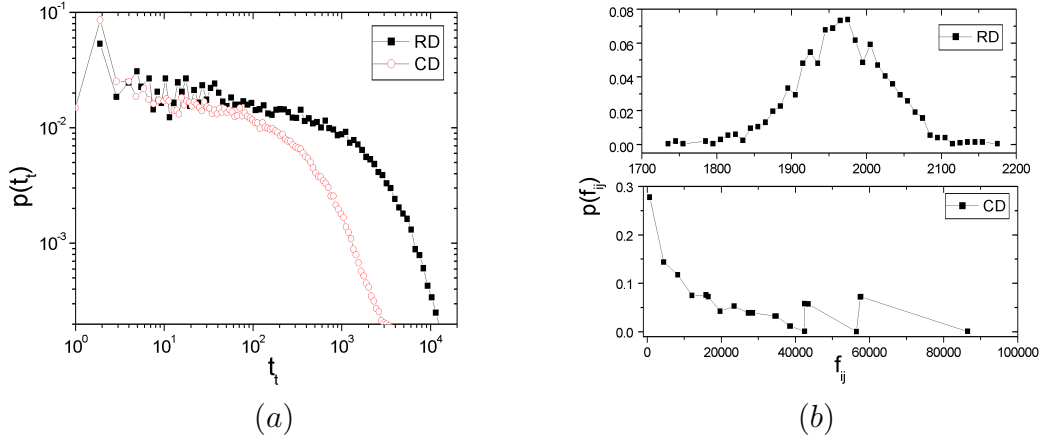 10^-1
10^-2
10^-3
p(t_t)
RD
CD
10^0 10^1 10^2 10^3 10^4
t_t
(a)
0.08
0.06
0.04
0.02
0.00
RD
1700 1800 1900 2000 2100 2200
p(f_ij)
0.3
0.2
0.1
0.0
CD
0 20000 40000 60000 80000 100000
f_ij
(b)